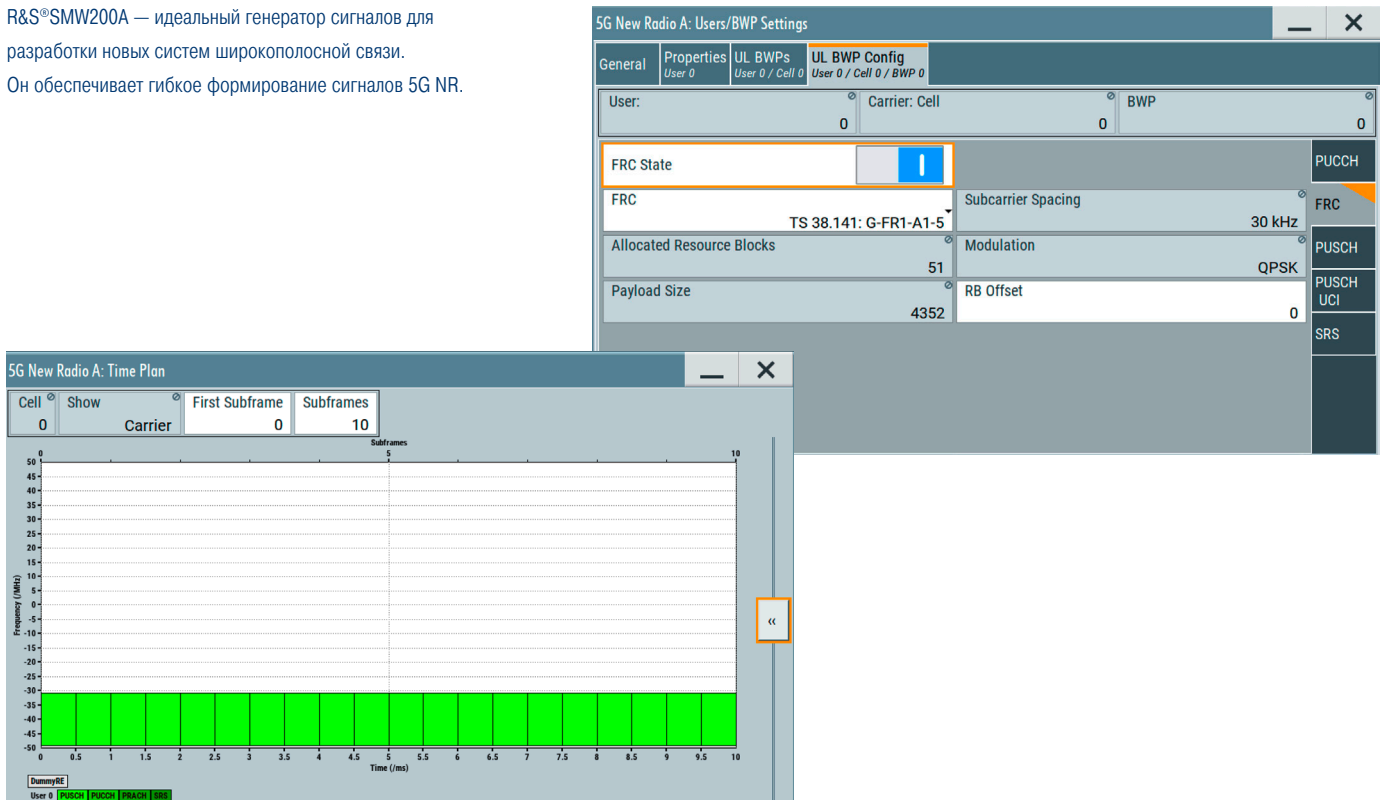 R&S®SMW200A — идеальный генератор сигналов для
разработки новых систем широкополосной связи.
Он обеспечивает гибкое формирование сигналов 5G NR.
5G New Radio A: Users/BWP Settings
General
Properties
User 0
UL BWPs
User 0 / Cell 0
UL BWP Config
User 0 / Cell 0 / BWP 0
User:
0
Carrier: Cell
0
BWP
0
FRC State
FRC
TS 38.141: G-FR1-A1-5
Subcarrier Spacing
30 kHz
Allocated Resource Blocks
51
Modulation
QPSK
Payload Size
4352
RB Offset
0
PUCCH
FRC
PUSCH
PUSCH
UCI
SRS
5G New Radio A: Time Plan
Cell
0
Show
Carrier
First Subframe
0
Subframes
10
Subframes
0 5 10
50
45
40
35
30
25
20
15
10
5
0
-5
-10
-15
-20
-25
-30
-35
-40
-45
-50
Frequency (/MHz)
0 0.5 1 1.5 2 2.5 3 3.5 4 4.5 5 5.5 6 6.5 7 7.5 8 8.5 9 9.5 10
Time (/ms)
«
DummyRE
User 0 PUSCH PUCCH PRACH SRS